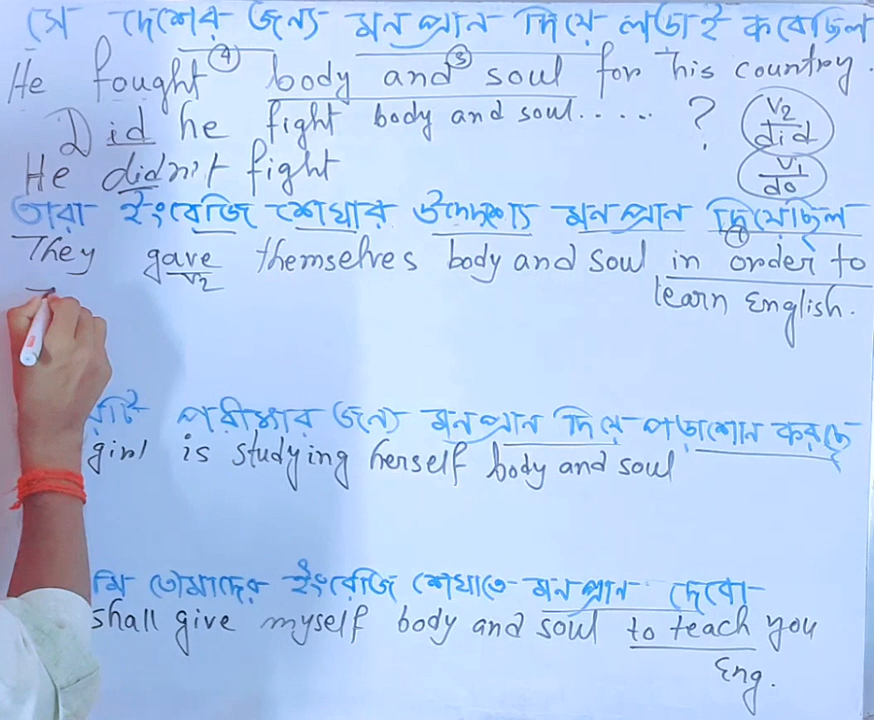 সে দেশের জন্য মনপ্রান দিয়ে লড়াই করেছিল
He fought ④ body and ③ soul for his country.
Did he fight body and soul..... ? V2 did
He didn't fight V1 do
তারা ইংরেজি শেখার উদ্দেশ্যে মনপ্রান দিয়েছিল
They gave themselves body and soul in order to
V2 learn English.
রটি পরীক্ষার জন্য মনপ্রান দিয়ে পড়াশোন করছে
girl is studying herself body and soul
মি তোমাদের ইংরেজি শেখাতে মনপ্রান দেবো
shall give myself body and soul to teach you
Eng.